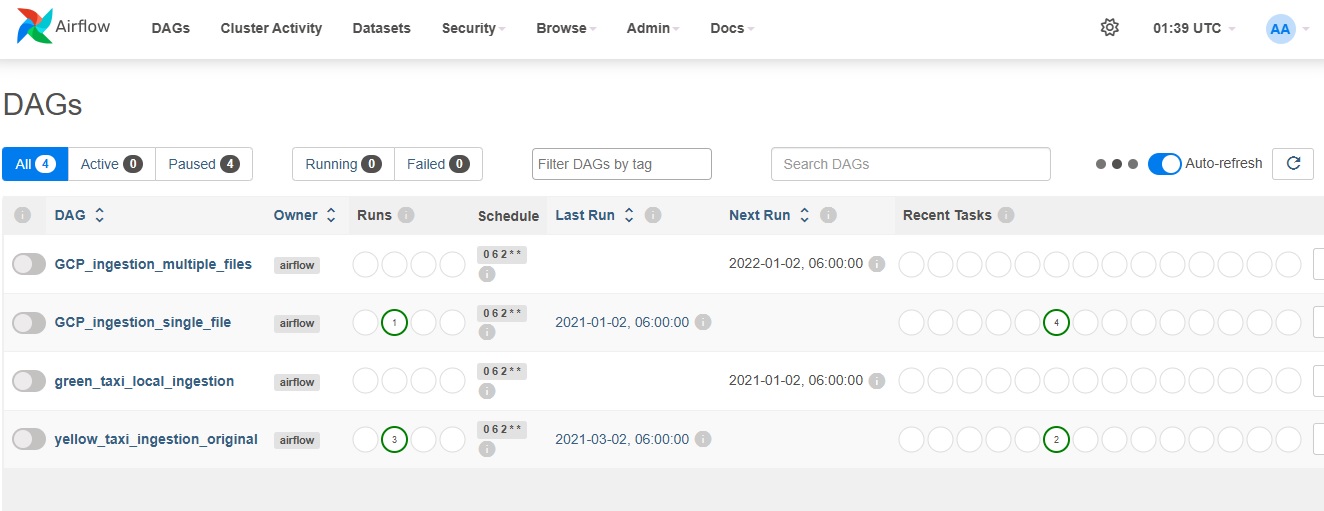 Airflow DAGs Cluster Activity Datasets Security Browse Admin Docs 01:39 UTC AA
DAGs
All 4 Active 0 Paused 4 Running 0 Failed 0 Filter DAGs by tag Search DAGs Auto-refresh
i DAG Owner Runs i Schedule Last Run i Next Run i Recent Tasks i
GCP_ingestion_multiple_files airflow 0 6 2 * * i 2022-01-02, 06:00:00 i
GCP_ingestion_single_file airflow 1 0 6 2 * * i 2021-01-02, 06:00:00 i 4
green_taxi_local_ingestion airflow 0 6 2 * * i 2021-01-02, 06:00:00 i
yellow_taxi_ingestion_original airflow 3 0 6 2 * * i 2021-03-02, 06:00:00 i 2